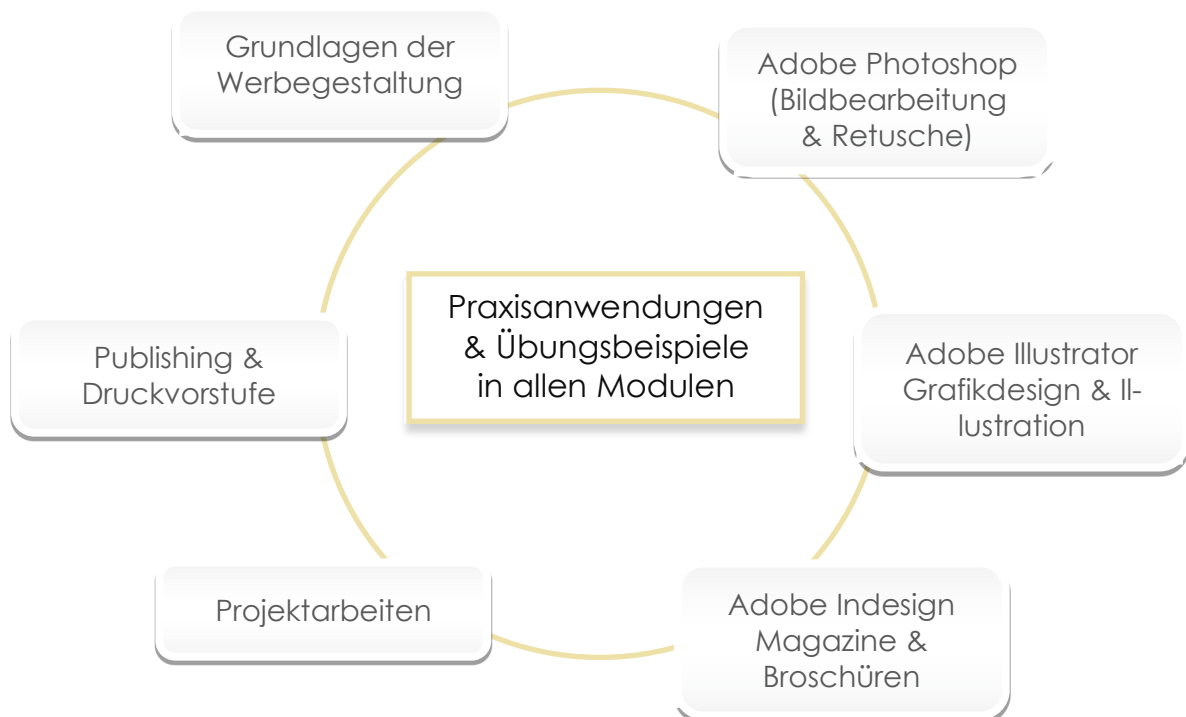 Grundlagen der
Werbegestaltung
Adobe Photoshop
(Bildbearbeitung
& Retusche)
Praxisanwendungen
& Übungsbeispiele
in allen Modulen
Publishing &
Druckvorstufe
Adobe Illustrator
Grafikdesign & Il-
lustration
Projektarbeiten
Adobe Indesign
Magazine &
Broschüren